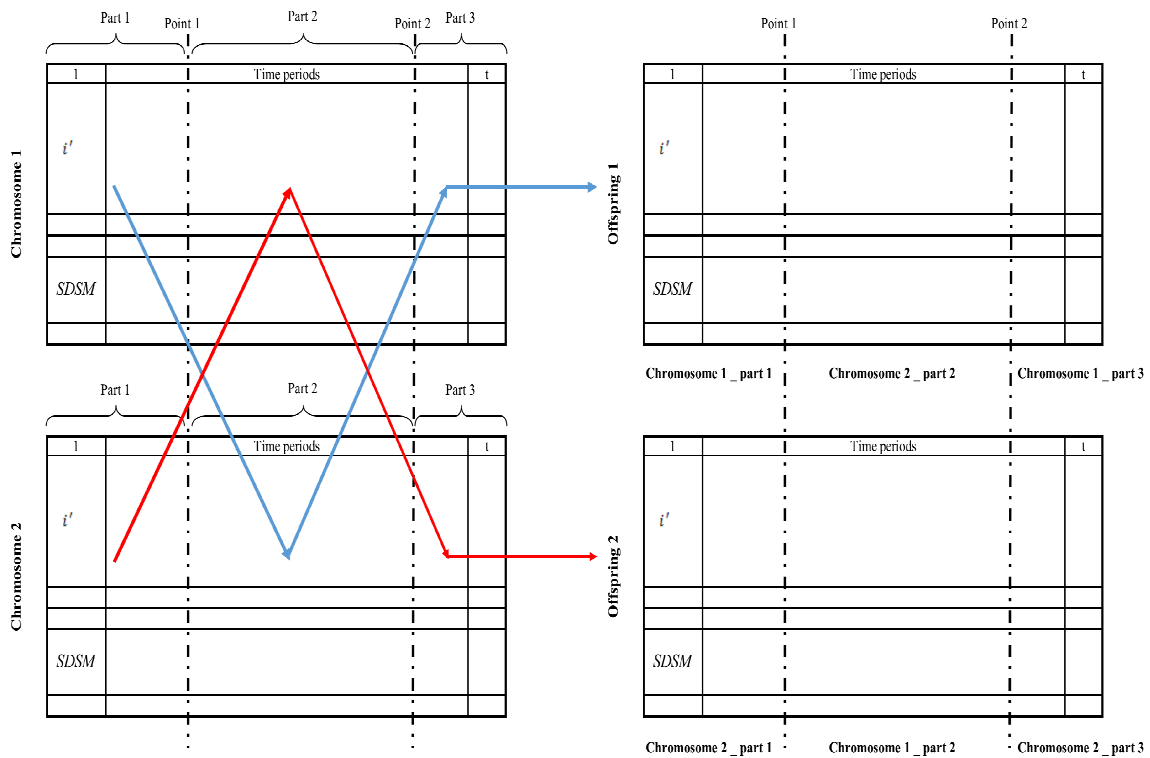 Part 1
Point 1
Part 2
Point 2
Part 3
Point 1
Point 2
1
Time periods
t
1
Time periods
t
Chromosome 1
i'
Offspring 1
i'
SDSM
SDSM
Chromosome 1 _ part 1
Chromosome 2 _ part 2
Chromosome 1 _ part 3
Part 1
Part 2
Part 3
1
Time periods
t
1
Time periods
t
Chromosome 2
i'
Offspring 2
i'
SDSM
SDSM
Chromosome 2 _ part 1
Chromosome 1 _ part 2
Chromosome 2 _ part 3